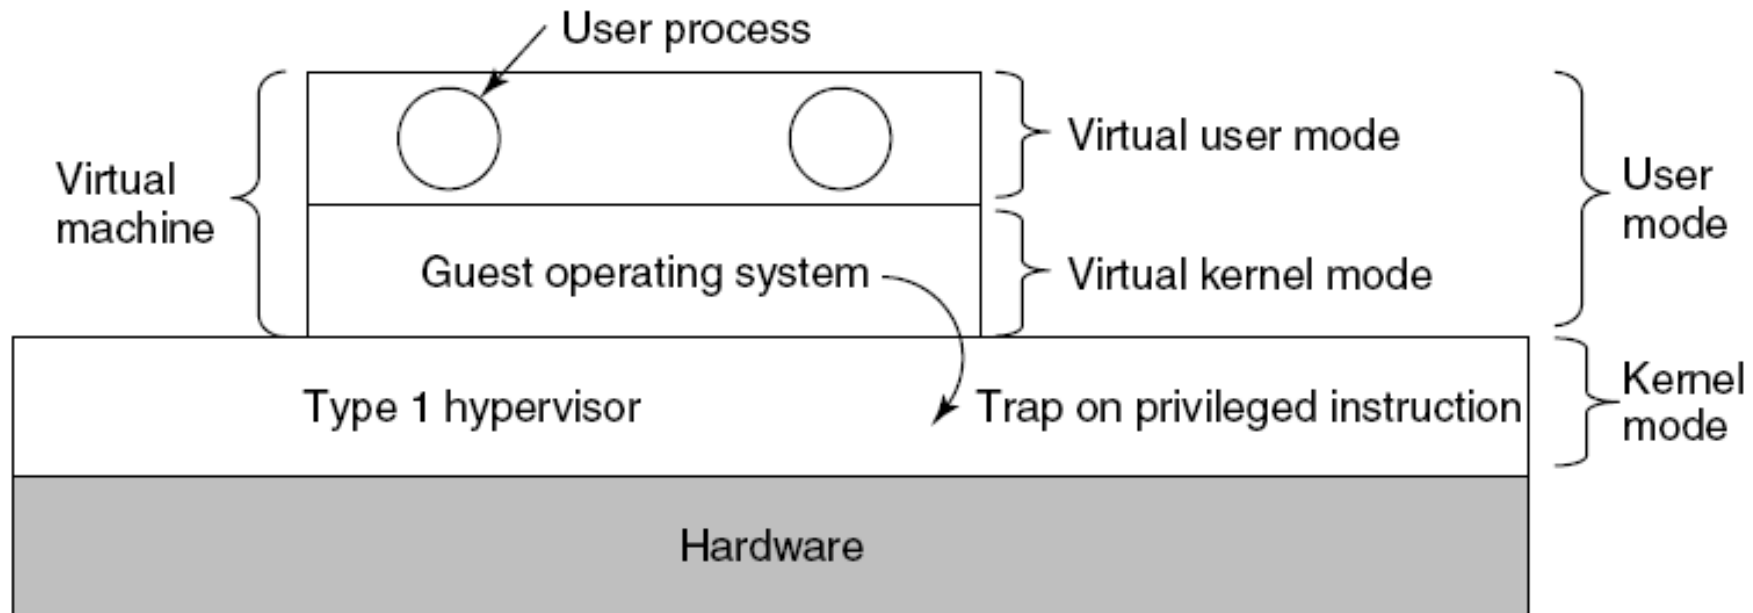 User process
Virtual user mode
Virtual
machine
User
mode
Guest operating system
Virtual kernel mode
Type 1 hypervisor
Trap on privileged instruction
Kernel
mode
Hardware